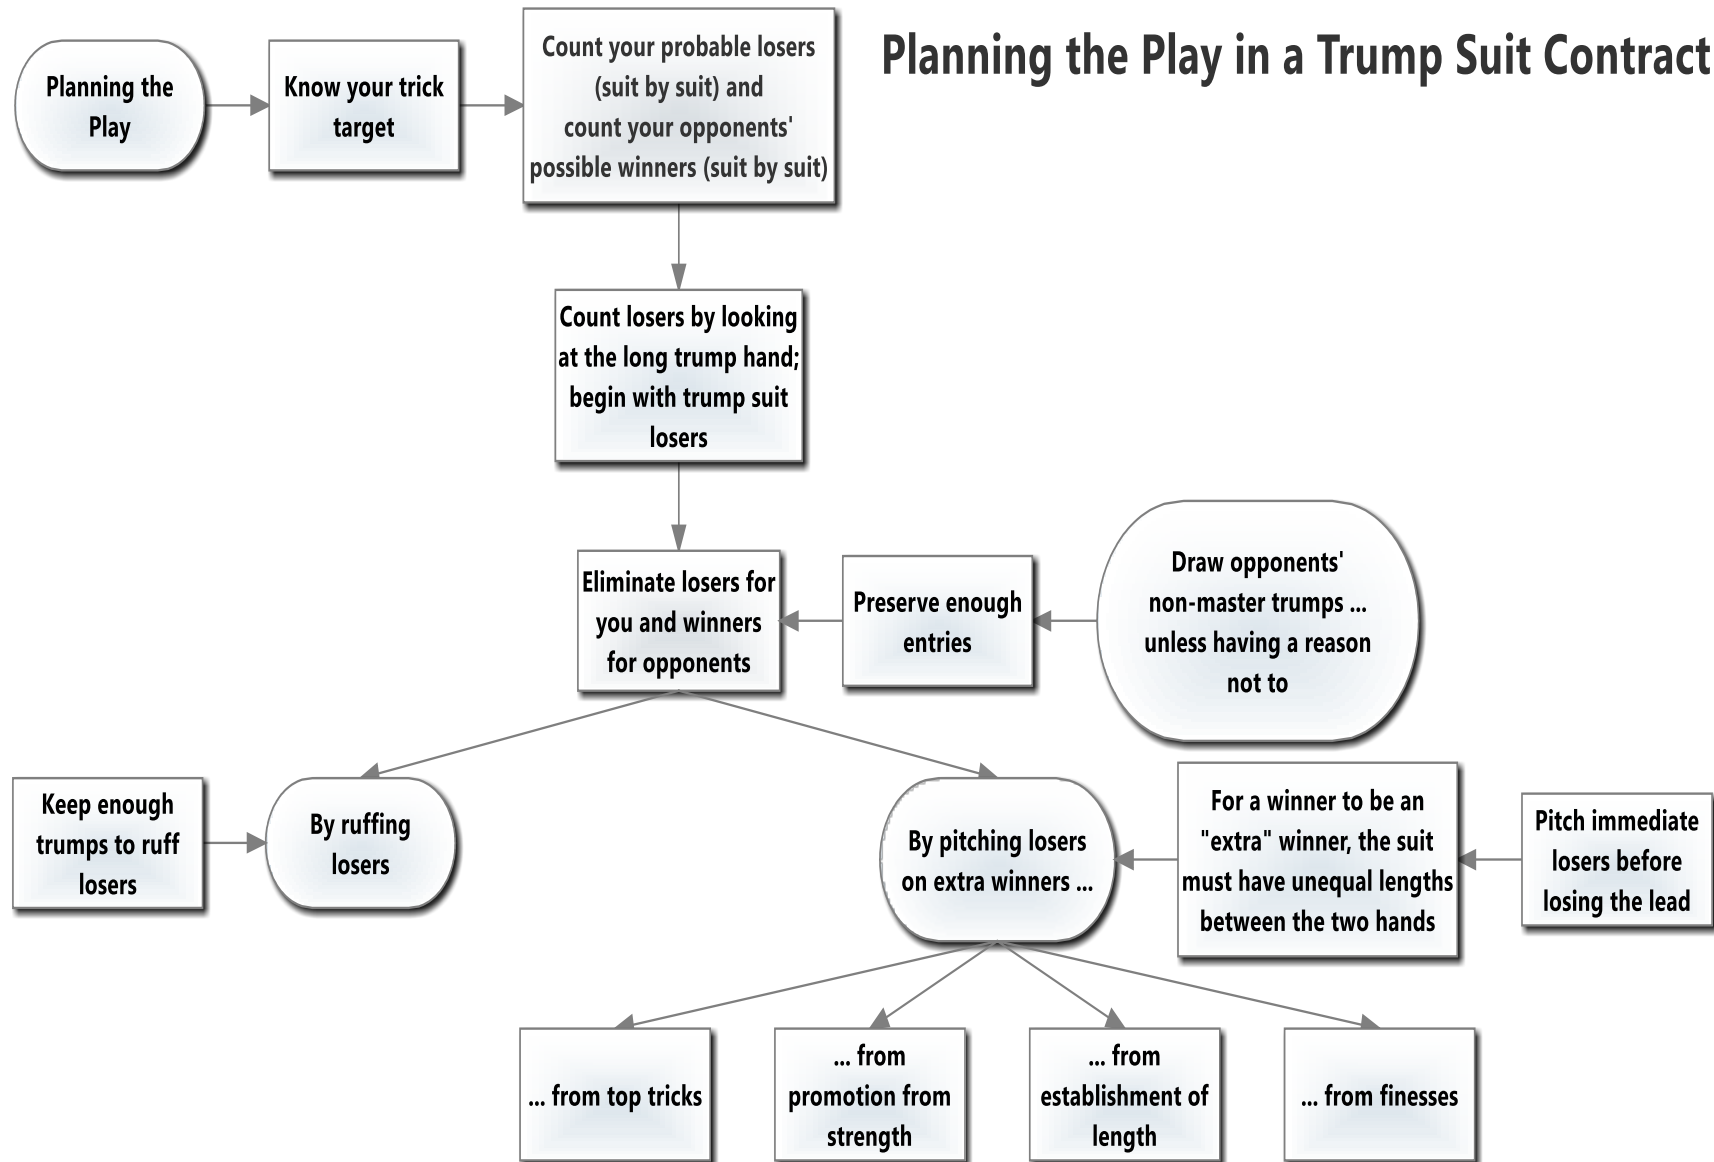 Planning the Play in a Trump Suit Contract
Planning the
Play
Know your trick
target
Count your probable losers
(suit by suit) and
count your opponents'
possible winners (suit by suit)
Count losers by looking
at the long trump hand;
begin with trump suit
losers
Eliminate losers for
you and winners
for opponents
Preserve enough
entries
Draw opponents'
non-master trumps ...
unless having a reason
not to
Keep enough
trumps to ruff
losers
By ruffing
losers
By pitching losers
on extra winners ...
For a winner to be an
"extra" winner, the suit
must have unequal lengths
between the two hands
Pitch immediate
losers before
losing the lead
... from top tricks
... from
promotion from
strength
... from
establishment of
length
... from finesses